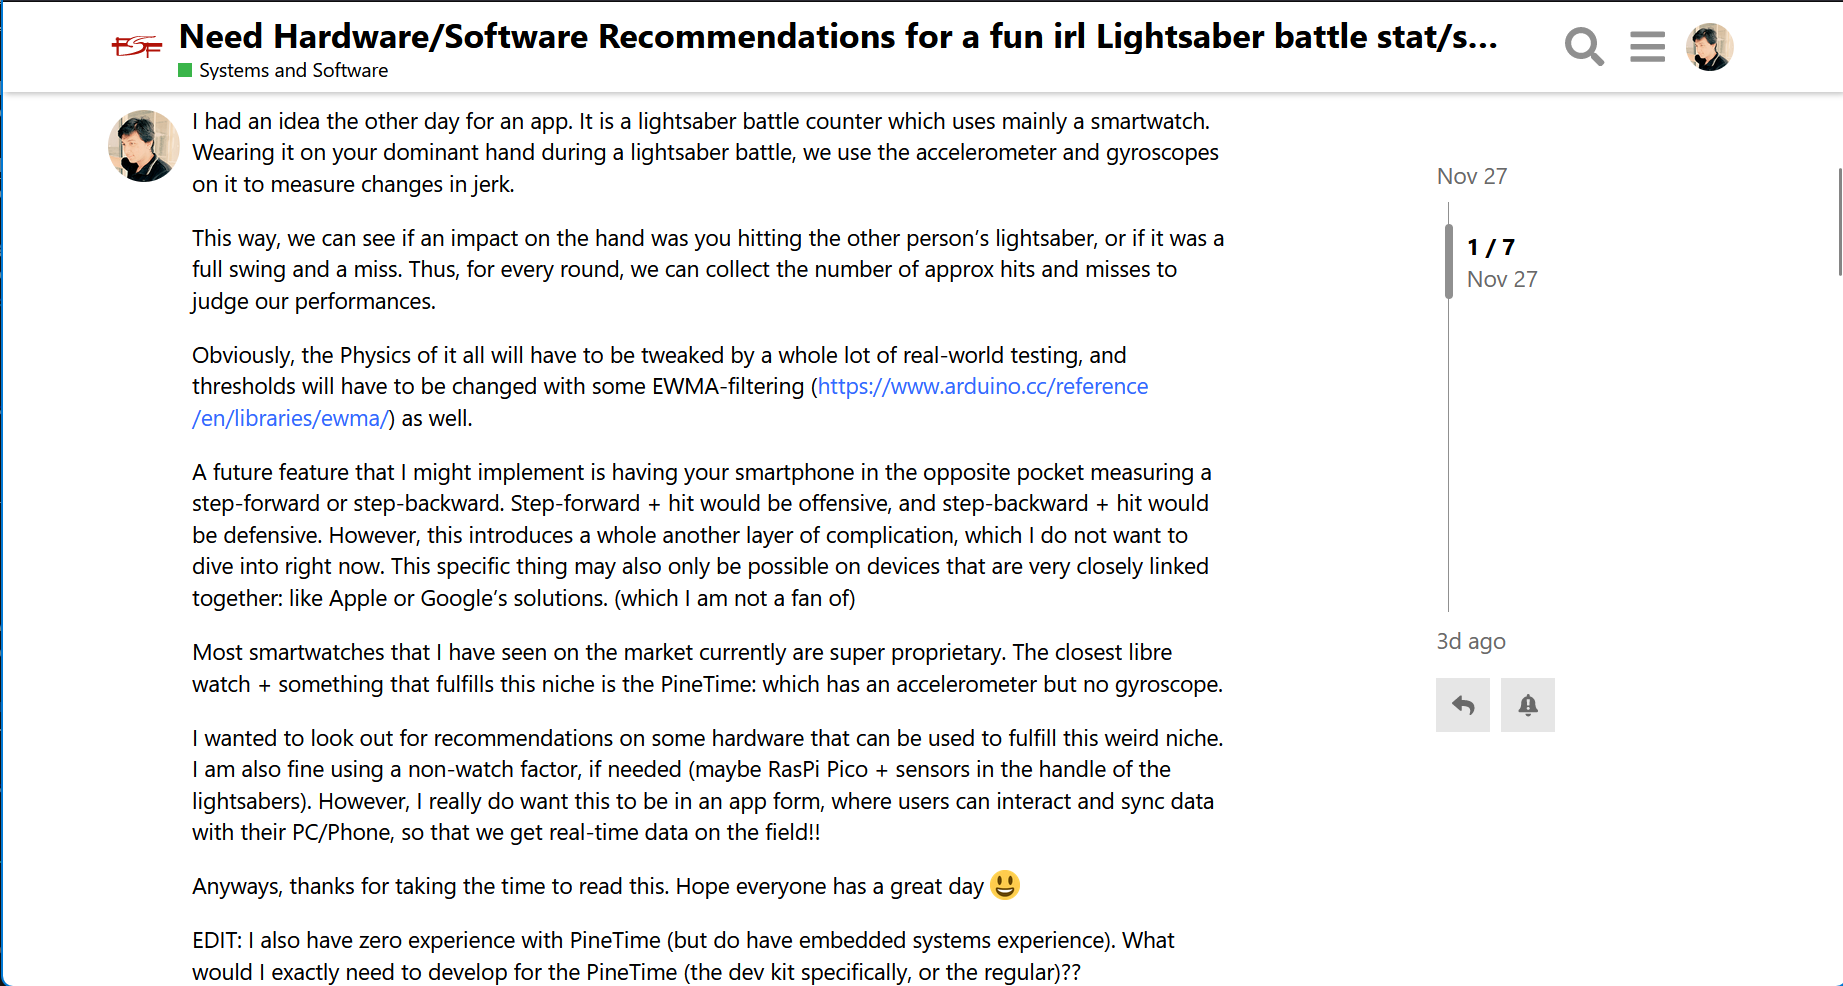 FSF
Need Hardware/Software Recommendations for a fun irl Lightsaber battle stat/s...
Systems and Software
I had an idea the other day for an app. It is a lightsaber battle counter which uses mainly a smartwatch.
Wearing it on your dominant hand during a lightsaber battle, we use the accelerometer and gyroscopes
on it to measure changes in jerk.
This way, we can see if an impact on the hand was you hitting the other person's lightsaber, or if it was a
full swing and a miss. Thus, for every round, we can collect the number of approx hits and misses to
judge our performances.
Obviously, the Physics of it all will have to be tweaked by a whole lot of real-world testing, and
thresholds will have to be changed with some EWMA-filtering (https://www.arduino.cc/reference
/en/libraries/ewma/) as well.
A future feature that I might implement is having your smartphone in the opposite pocket measuring a
step-forward or step-backward. Step-forward + hit would be offensive, and step-backward + hit would
be defensive. However, this introduces a whole another layer of complication, which I do not want to
dive into right now. This specific thing may also only be possible on devices that are very closely linked
together: like Apple or Google's solutions. (which I am not a fan of)
Most smartwatches that I have seen on the market currently are super proprietary. The closest libre
watch + something that fulfills this niche is the PineTime: which has an accelerometer but no gyroscope.
I wanted to look out for recommendations on some hardware that can be used to fulfill this weird niche.
I am also fine using a non-watch factor, if needed (maybe RasPi Pico + sensors in the handle of the
lightsabers). However, I really do want this to be in an app form, where users can interact and sync data
with their PC/Phone, so that we get real-time data on the field!!
Anyways, thanks for taking the time to read this. Hope everyone has a great day 😃
EDIT: I also have zero experience with PineTime (but do have embedded systems experience). What
would I exactly need to develop for the PineTime (the dev kit specifically, or the regular)??
Nov 27
1 / 7
Nov 27
3d ago